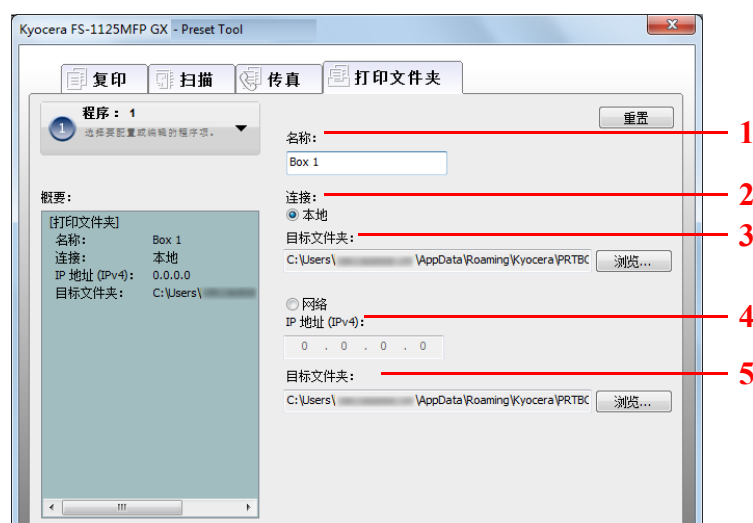 Kyocera FS-1125MFP GX - Preset Tool
复印 扫描 传真 打印文件夹
1 程序： 1
选择要配置或编辑的程序项。
重置
名称： 1
Box 1
概要：
[打印文件夹]
名称： Box 1
连接： 本地
IP 地址 (IPv4)： 0.0.0.0
目标文件夹： C:\Users\
连接： 2
本地
目标文件夹： 3
C:\Users\ \AppData\Roaming\Kyocera\PRTBC 浏览...
网络
IP 地址 (IPv4)： 4
0 . 0 . 0 . 0
目标文件夹： 5
C:\Users\ \AppData\Roaming\Kyocera\PRTBC 浏览...